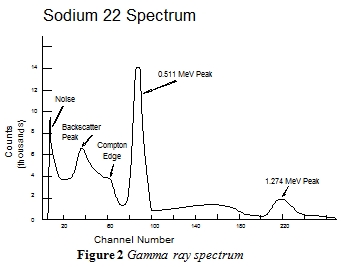 Sodium 22 Spectrum
0.511 MeV Peak
Noise
Backscatter
Peak
Compton
Edge
1.274 MeV Peak
Counts
(thousands)
14
12
10
8
6
4
2
0
20 60 100 140 180 220
Channel Number
Figure 2 Gamma ray spectrum